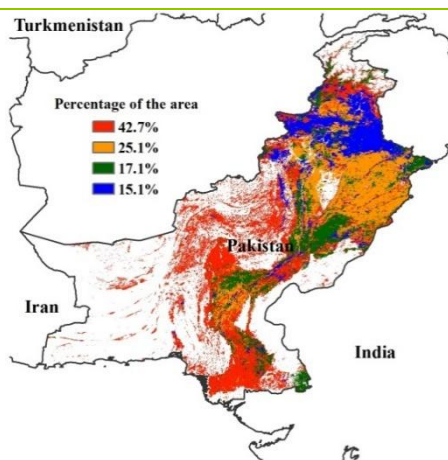 Turkmenistan
Percentage of the area
42.7%
25.1%
17.1%
15.1%
Pakistan
Iran
India